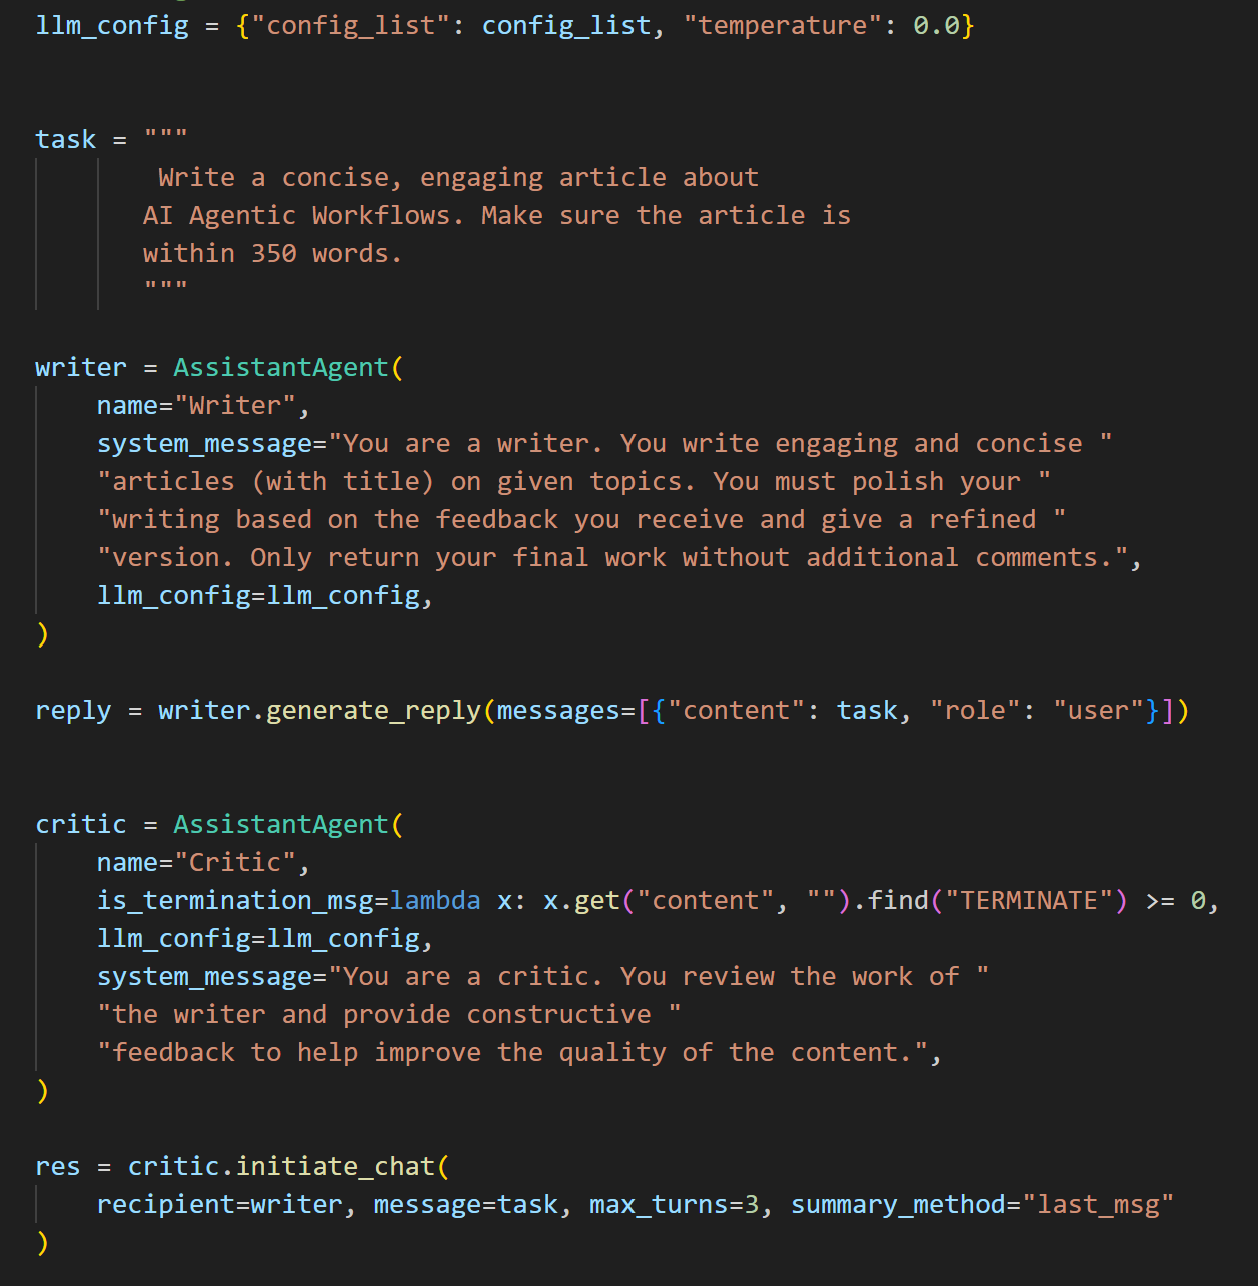 llm_config = {"config_list": config_list, "temperature": 0.0}
task = """
Write a concise, engaging article about
AI Agentic Workflows. Make sure the article is
within 350 words.
"""
writer = AssistantAgent(
name="Writer",
system_message="You are a writer. You write engaging and concise "
"articles (with title) on given topics. You must polish your "
"writing based on the feedback you receive and give a refined "
"version. Only return your final work without additional comments.",
llm_config=llm_config,
)
reply = writer.generate_reply(messages=[{"content": task, "role": "user"}])
critic = AssistantAgent(
name="Critic",
is_termination_msg=lambda x: x.get("content", "").find("TERMINATE") >= 0,
llm_config=llm_config,
system_message="You are a critic. You review the work of "
"the writer and provide constructive "
"feedback to help improve the quality of the content.",
)
res = critic.initiate_chat(
recipient=writer, message=task, max_turns=3, summary_method="last_msg"
)